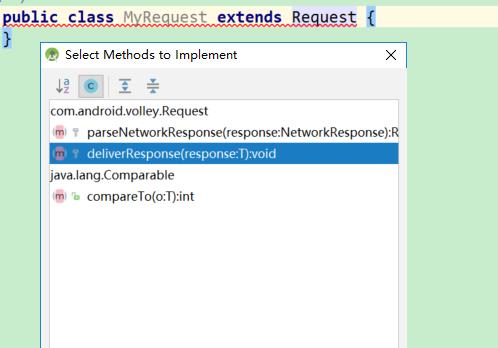 public class MyRequest extends Request {
}
Select Methods to Implement
com.android.volley.Request
m parseNetworkResponse(response:NetworkResponse):R
m deliverResponse(response:T):void
java.lang.Comparable
m compareTo(o:T):int